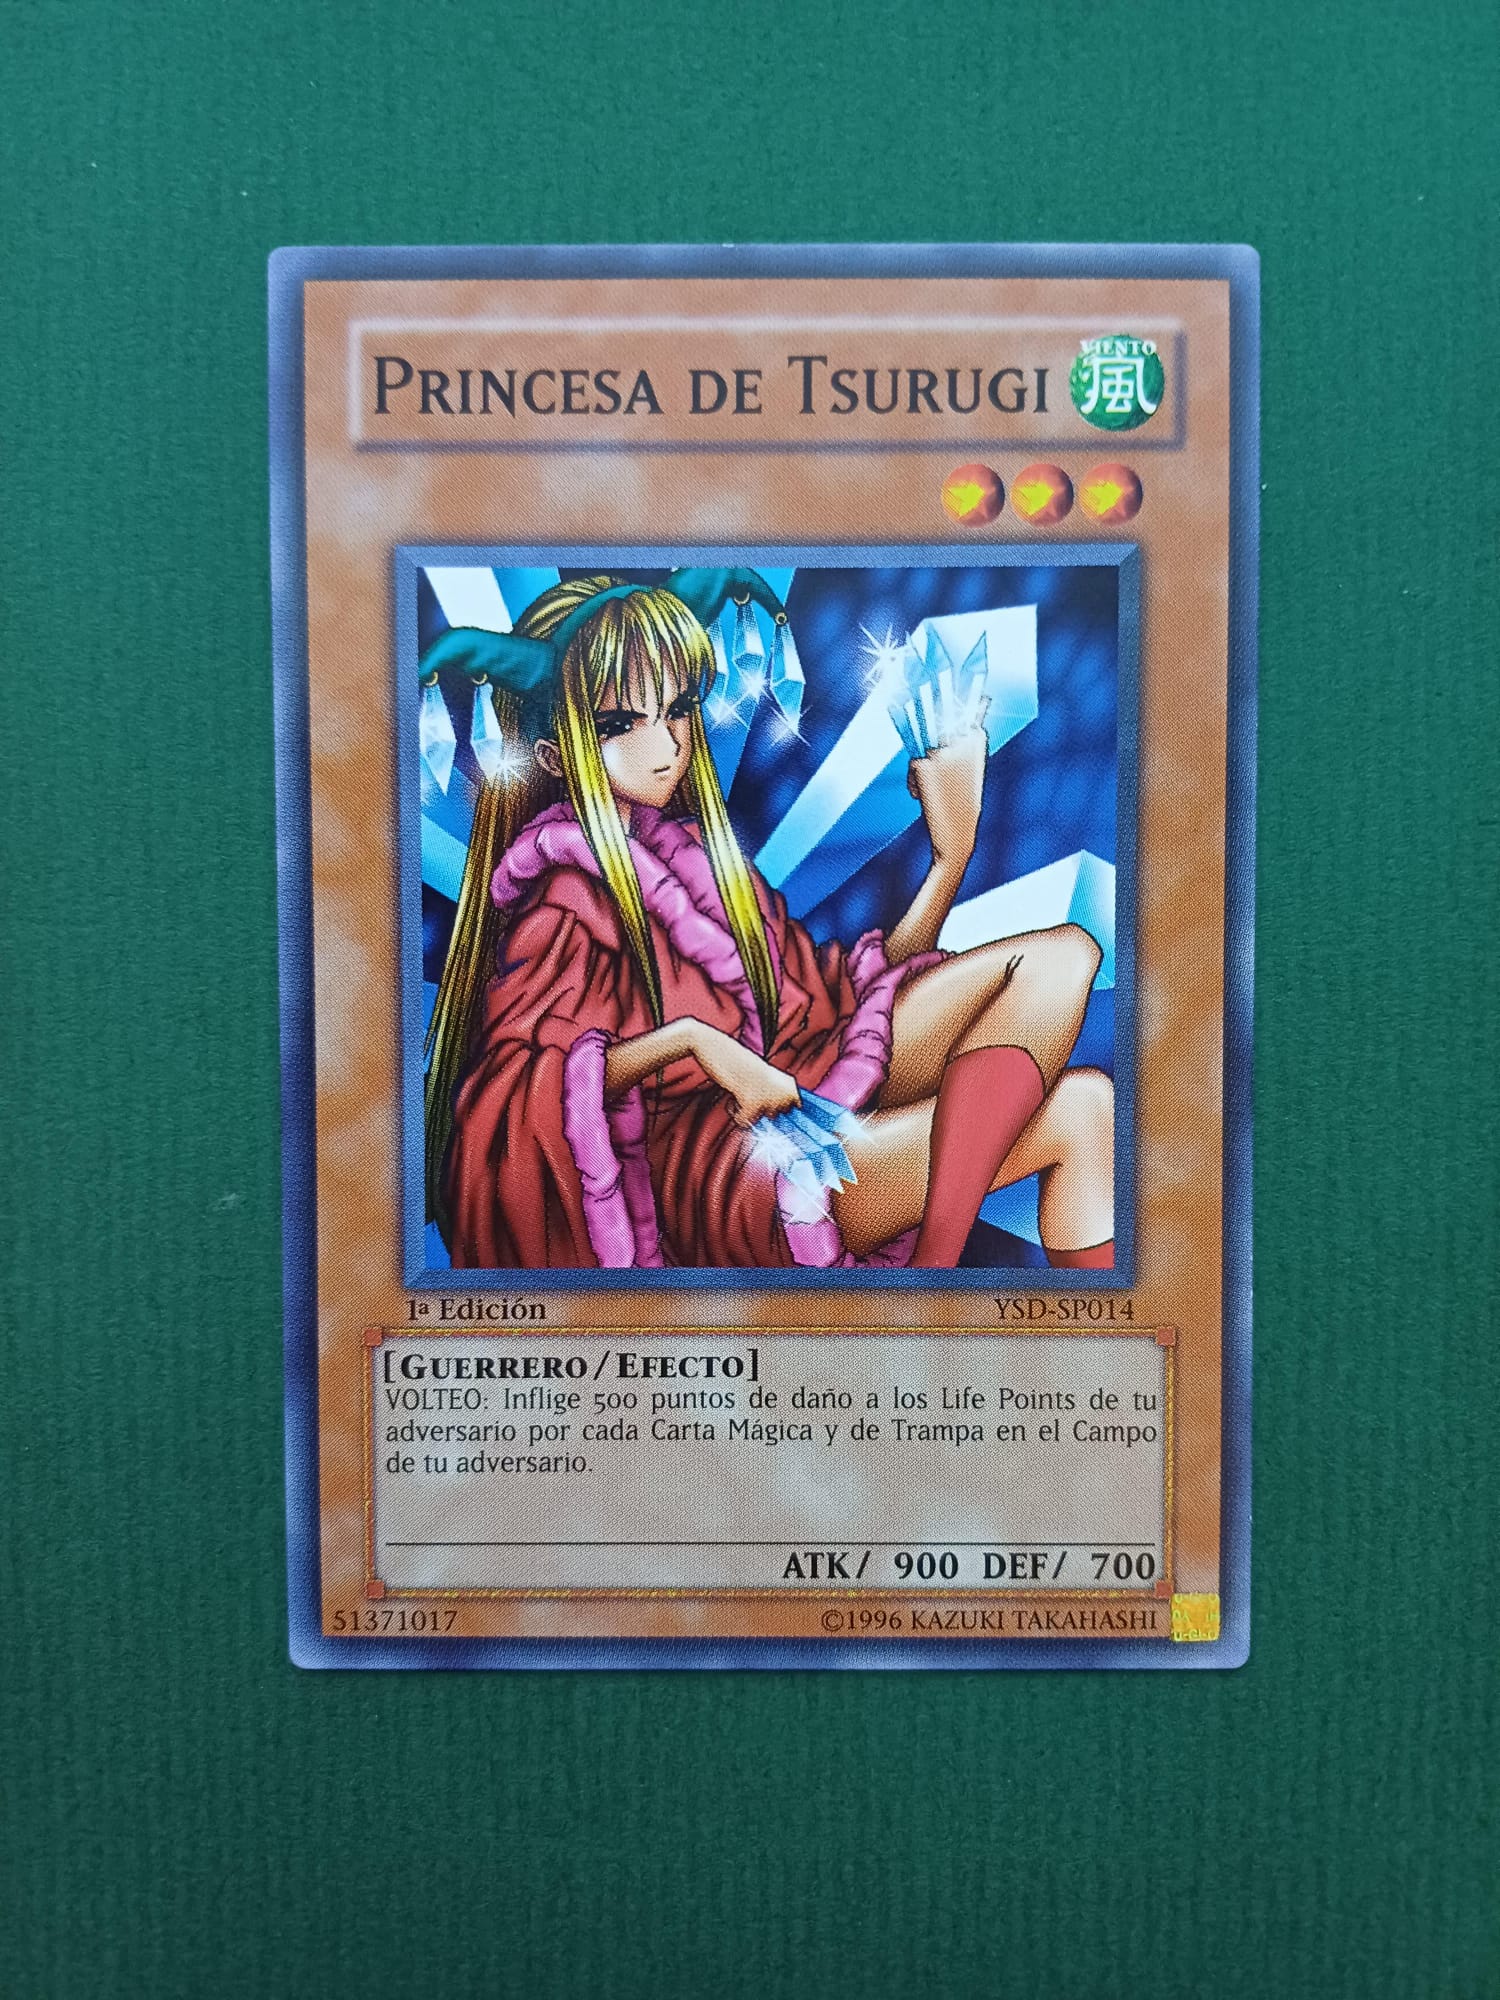 PRINCESA DE TSURUGI
VIENTO
風
1ª Edición
YSD-SP014
[GUERRERO/EFECTO]
VOLTEO: Inflige 500 puntos de daño a los Life Points de tu
adversario por cada Carta Mágica y de Trampa en el Campo
de tu adversario.
ATK/ 900 DEF/ 700
51371017
©1996 KAZUKI TAKAHASHI